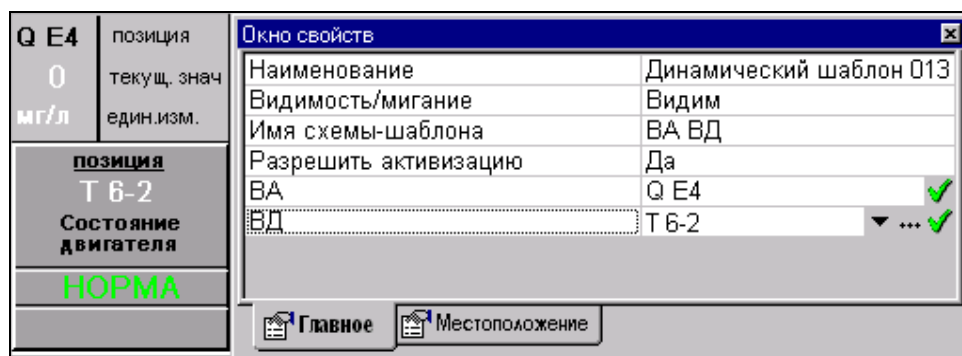 Q E4 позиция
0 текущ. знач
мг/л един.изм.
позиция
T 6-2
Состояние
двигателя
НОРМА
Окно свойств
Наименование Динамический шаблон 013
Видимость/мигание Видим
Имя схемы-шаблона ВА ВД
Разрешить активизацию Да
ВА Q E4
ВД T 6-2
Главное Местоположение